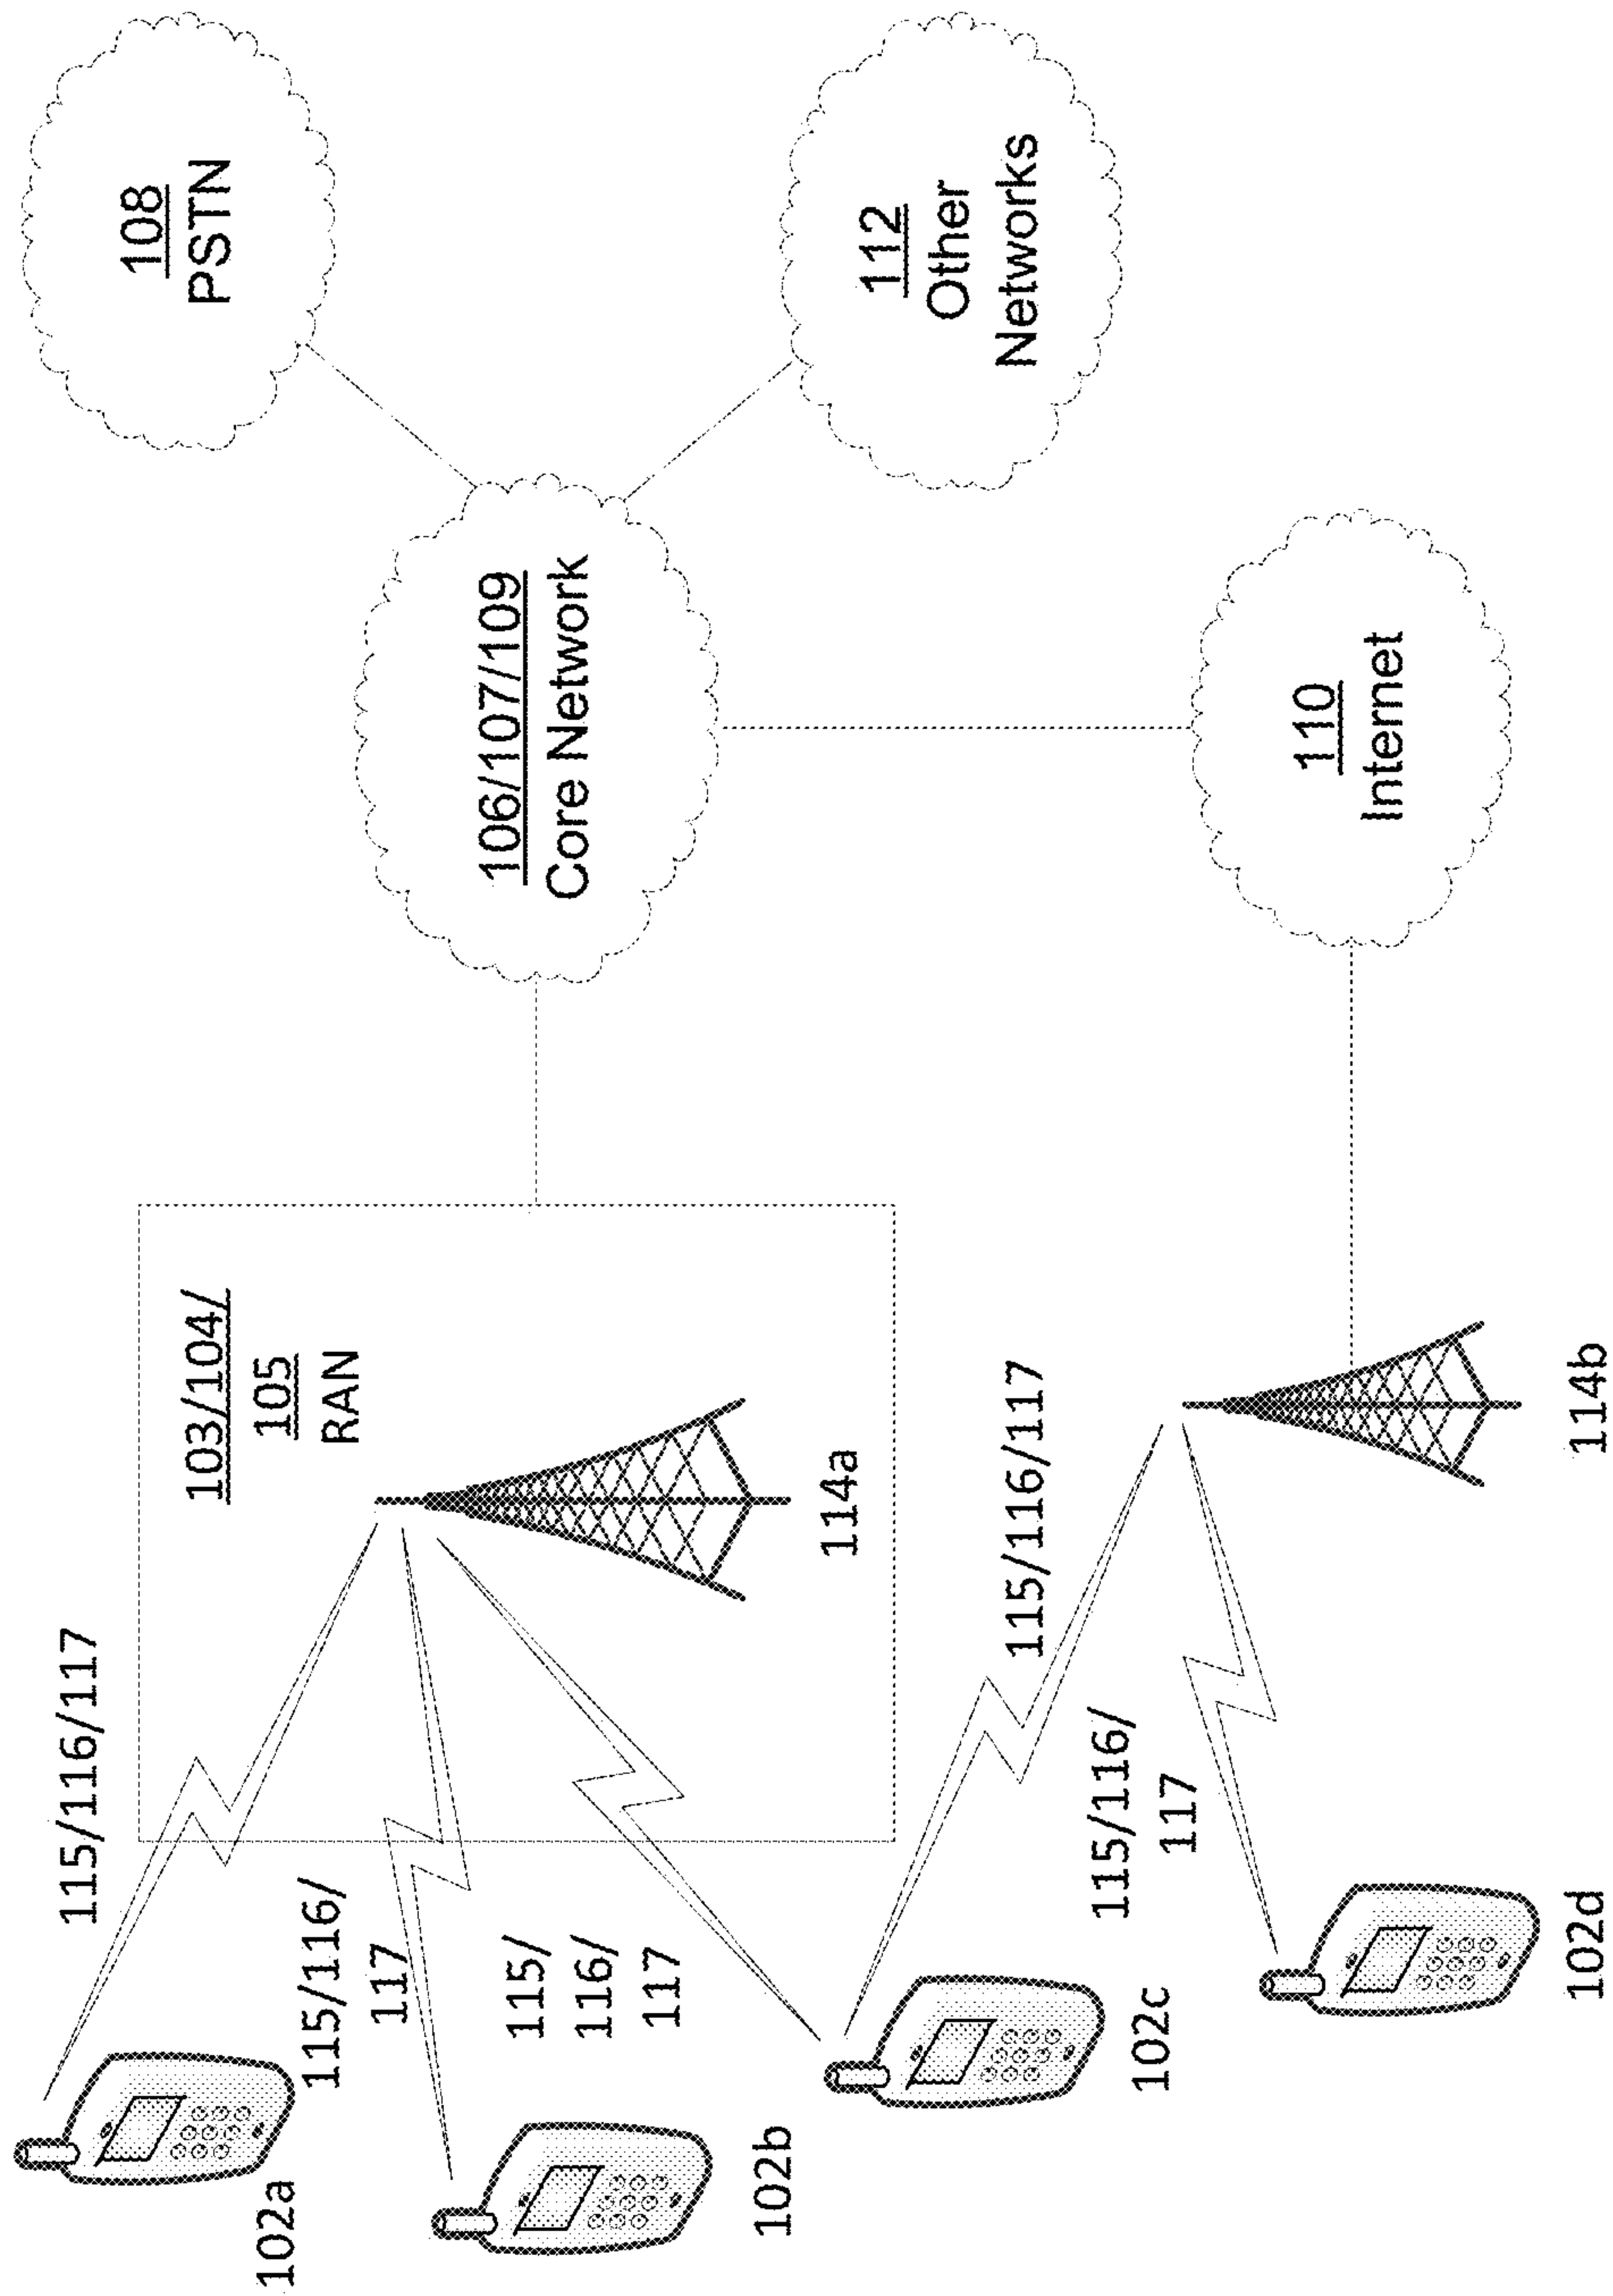 115/116/117
102a
103/104/
105
RAN
106/107/109
Core Network
108
PSTN
115/116/
117
102b
115/
116/
117
114a
112
Other
Networks
115/116/117
102c
115/116/
117
102d
114b
110
Internet